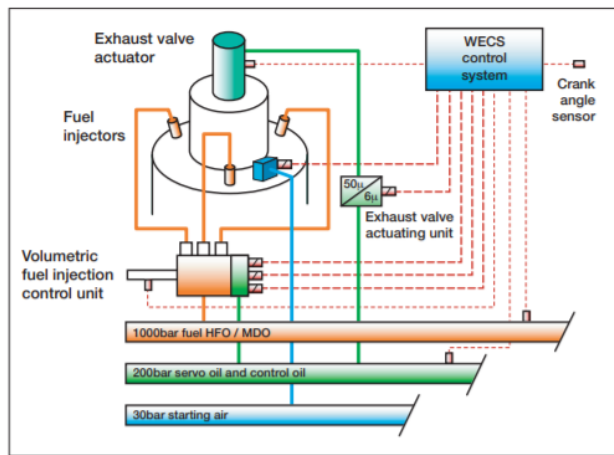 Exhaust valve
actuator
WECS
control
system
Crank
angle
sensor
Fuel
injectors
50µ
6µ
Exhaust valve
actuating unit
Volumetric
fuel injection
control unit
1000bar fuel HFO / MDO
200bar servo oil and control oil
30bar starting air